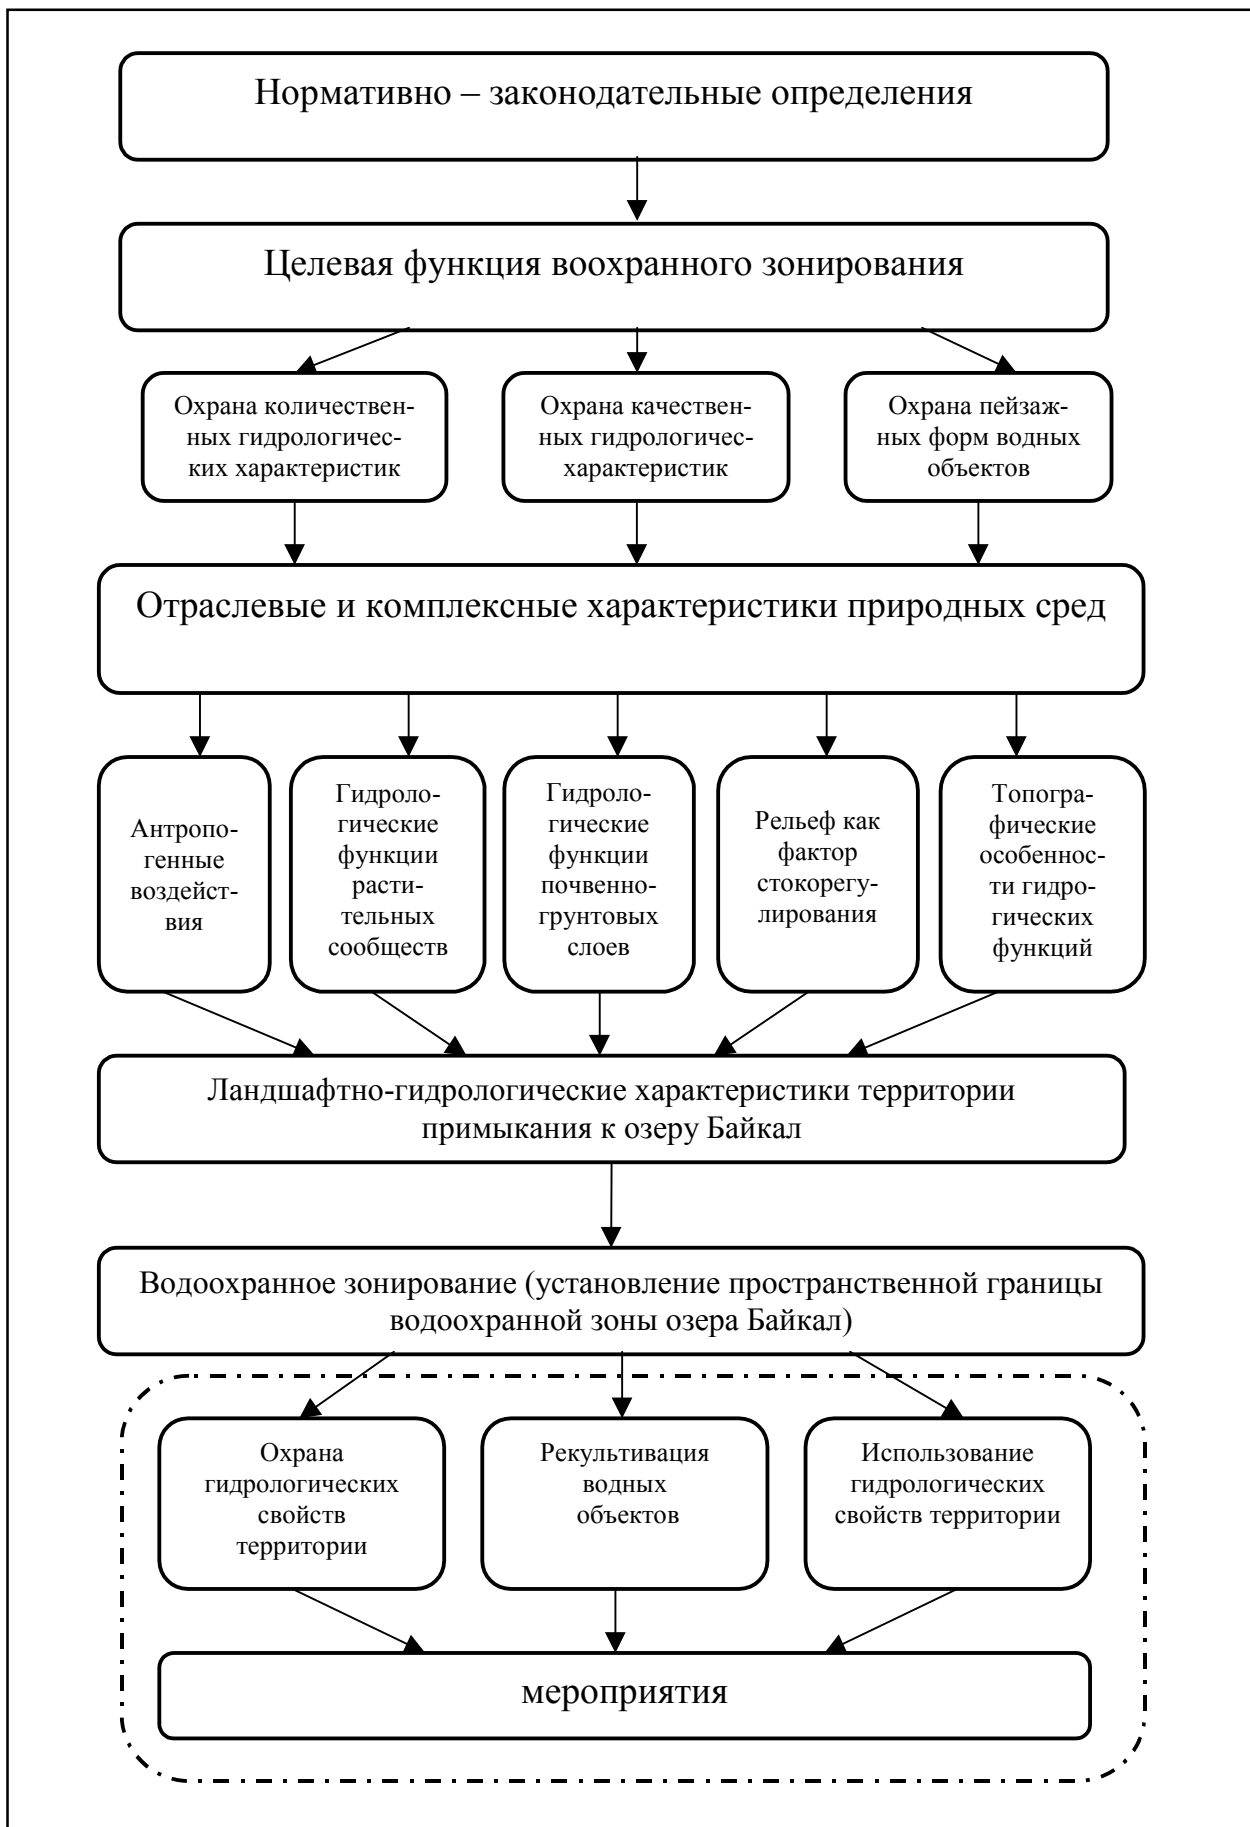 Нормативно – законодательные определения
Целевая функция воохранного зонирования
Охрана количествен-
ных гидрологичес-
ких характеристик
Охрана качествен-
ных гидрологичес-
характеристик
Охрана пейзаж-
ных форм водных
объектов
Отраслевые и комплексные характеристики природных сред
Антропо-
генные
воздейст-
вия
Гидроло-
гические
функции
расти-
тельных
сообществ
Гидроло-
гические
функции
почвенно-
грунтовых
слоев
Рельеф как
фактор
стокорегу-
лирования
Топогра-
фические
особеннос-
ти гидро-
гических
функций
Ландшафтно-гидрологические характеристики территории
примыкания к озеру Байкал
Водоохранное зонирование (установление пространственной границы
водоохранной зоны озера Байкал)
Охрана
гидрологических
свойств
территории
Рекультивация
водных
объектов
Использование
гидрологических
свойств территории
мероприятия